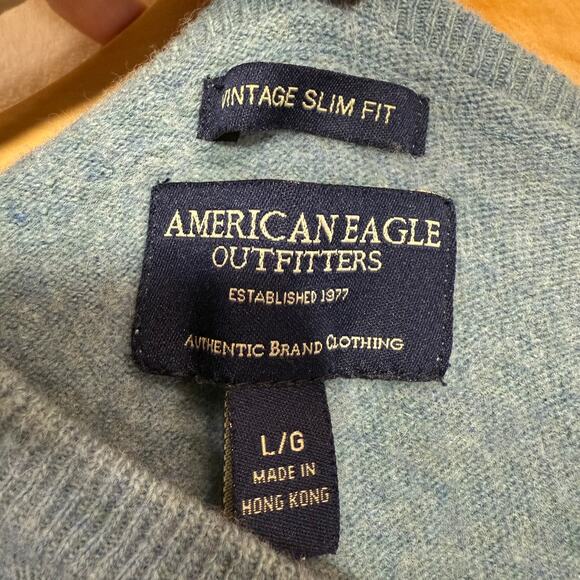 VINTAGE SLIM FIT
AMERICAN EAGLE
OUTFITTERS
ESTABLISHED 1977
AUTHENTIC BRAND CLOTHING
L/G
MADE IN
HONG KONG